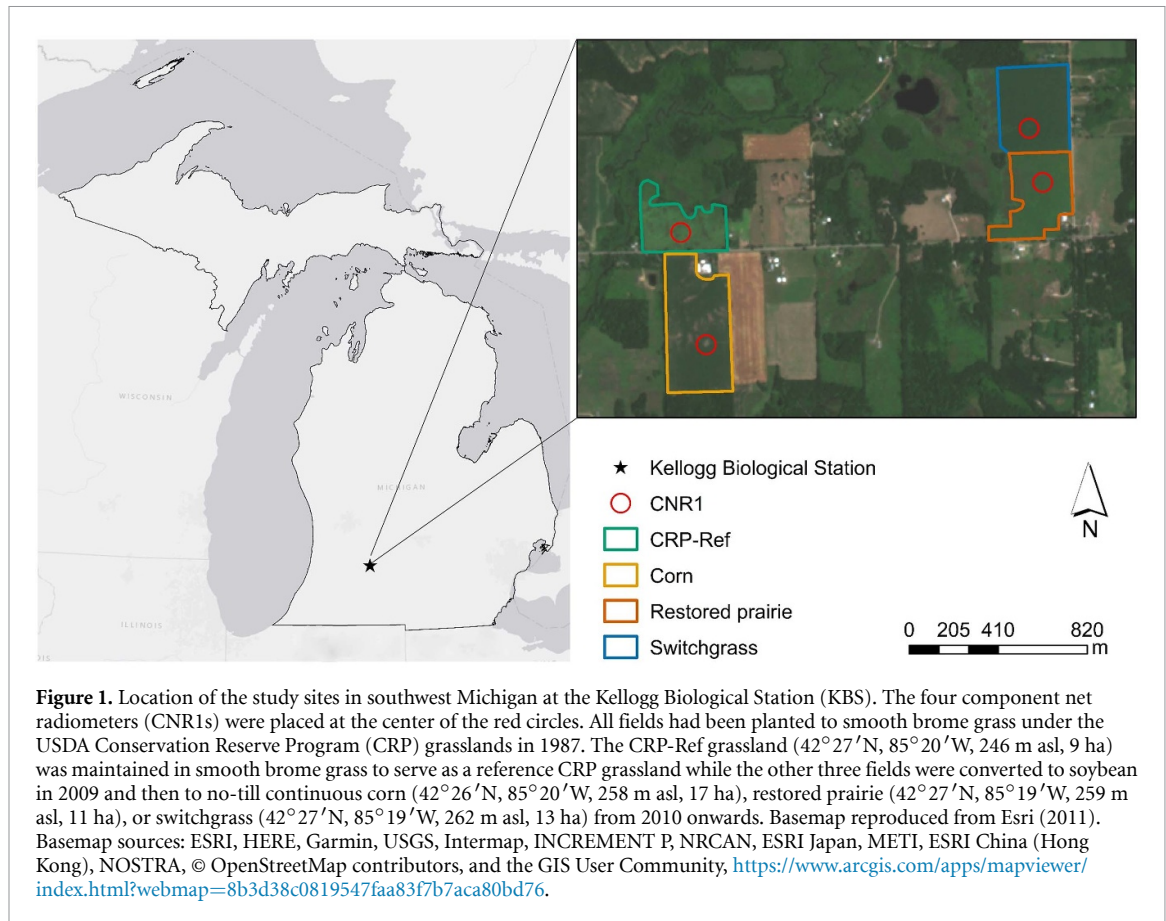 WISCONSIN
MICHIGAN
ILLINOIS
Kellogg Biological Station
CNR1
CRP-Ref
Corn
Restored prairie
Switchgrass
N
0 205 410 820
m
Figure 1. Location of the study sites in southwest Michigan at the Kellogg Biological Station (KBS). The four component net
radiometers (CNR1s) were placed at the center of the red circles. All fields had been planted to smooth brome grass under the
USDA Conservation Reserve Program (CRP) grasslands in 1987. The CRP-Ref grassland (42°27′N, 85°20′W, 246 m asl, 9 ha)
was maintained in smooth brome grass to serve as a reference CRP grassland while the other three fields were converted to soybean
in 2009 and then to no-till continuous corn (42°26′N, 85°20′W, 258 m asl, 17 ha), restored prairie (42°27′N, 85°19′W, 259 m
asl, 11 ha), or switchgrass (42°27′N, 85°19′W, 262 m asl, 13 ha) from 2010 onwards. Basemap reproduced from Esri (2011).
Basemap sources: ESRI, HERE, Garmin, USGS, Intermap, INCREMENT P, NRCAN, ESRI Japan, METI, ESRI China (Hong
Kong), NOSTRA, © OpenStreetMap contributors, and the GIS User Community, https://www.arcgis.com/apps/mapviewer/
index.html?webmap=8b3d38c0819547faa83f7b7aca80bd76.